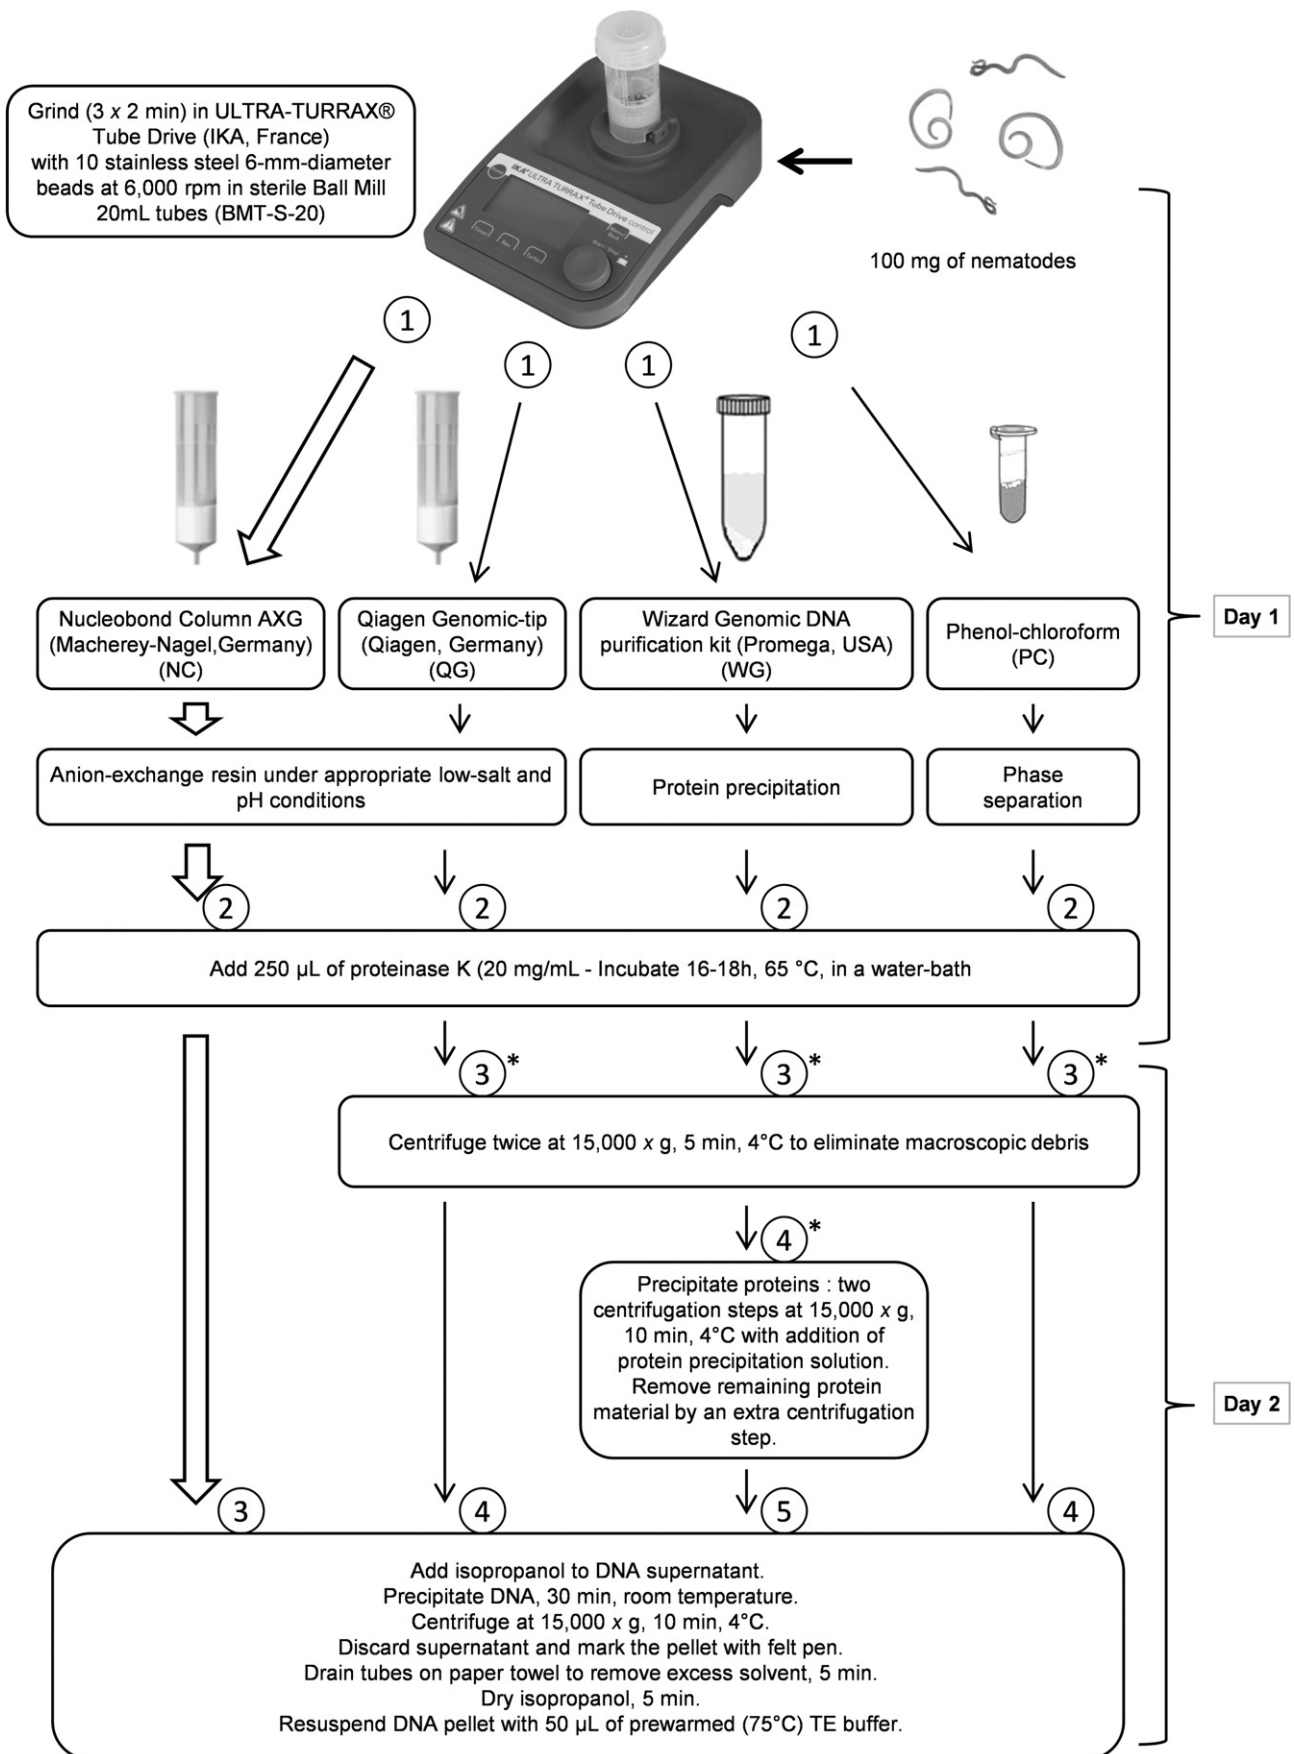 Grind (3 x 2 min) in ULTRA-TURRAX®
Tube Drive (IKA, France)
with 10 stainless steel 6-mm-diameter
beads at 6,000 rpm in sterile Ball Mill
20mL tubes (BMT-S-20)
IKA® ULTRA TURRAX® Tube Drive control
Timer
Rpm
Turbo
100 mg of nematodes
1
1
1
1
Nucleobond Column AXG
(Macherey-Nagel,Germany)
(NC)
Qiagen Genomic-tip
(Qiagen, Germany)
(QG)
Wizard Genomic DNA
purification kit (Promega, USA)
(WG)
Phenol-chloroform
(PC)
Day 1
Anion-exchange resin under appropriate low-salt and
pH conditions
Protein precipitation
Phase
separation
2
2
2
2
Add 250 µL of proteinase K (20 mg/mL - Incubate 16-18h, 65 °C, in a water-bath
3*
3*
3*
Centrifuge twice at 15,000 x g, 5 min, 4°C to eliminate macroscopic debris
4*
Precipitate proteins : two
centrifugation steps at 15,000 x g,
10 min, 4°C with addition of
protein precipitation solution.
Remove remaining protein
material by an extra centrifugation
step.
Day 2
3
4
5
4
Add isopropanol to DNA supernatant.
Precipitate DNA, 30 min, room temperature.
Centrifuge at 15,000 x g, 10 min, 4°C.
Discard supernatant and mark the pellet with felt pen.
Drain tubes on paper towel to remove excess solvent, 5 min.
Dry isopropanol, 5 min.
Resuspend DNA pellet with 50 µL of prewarmed (75°C) TE buffer.